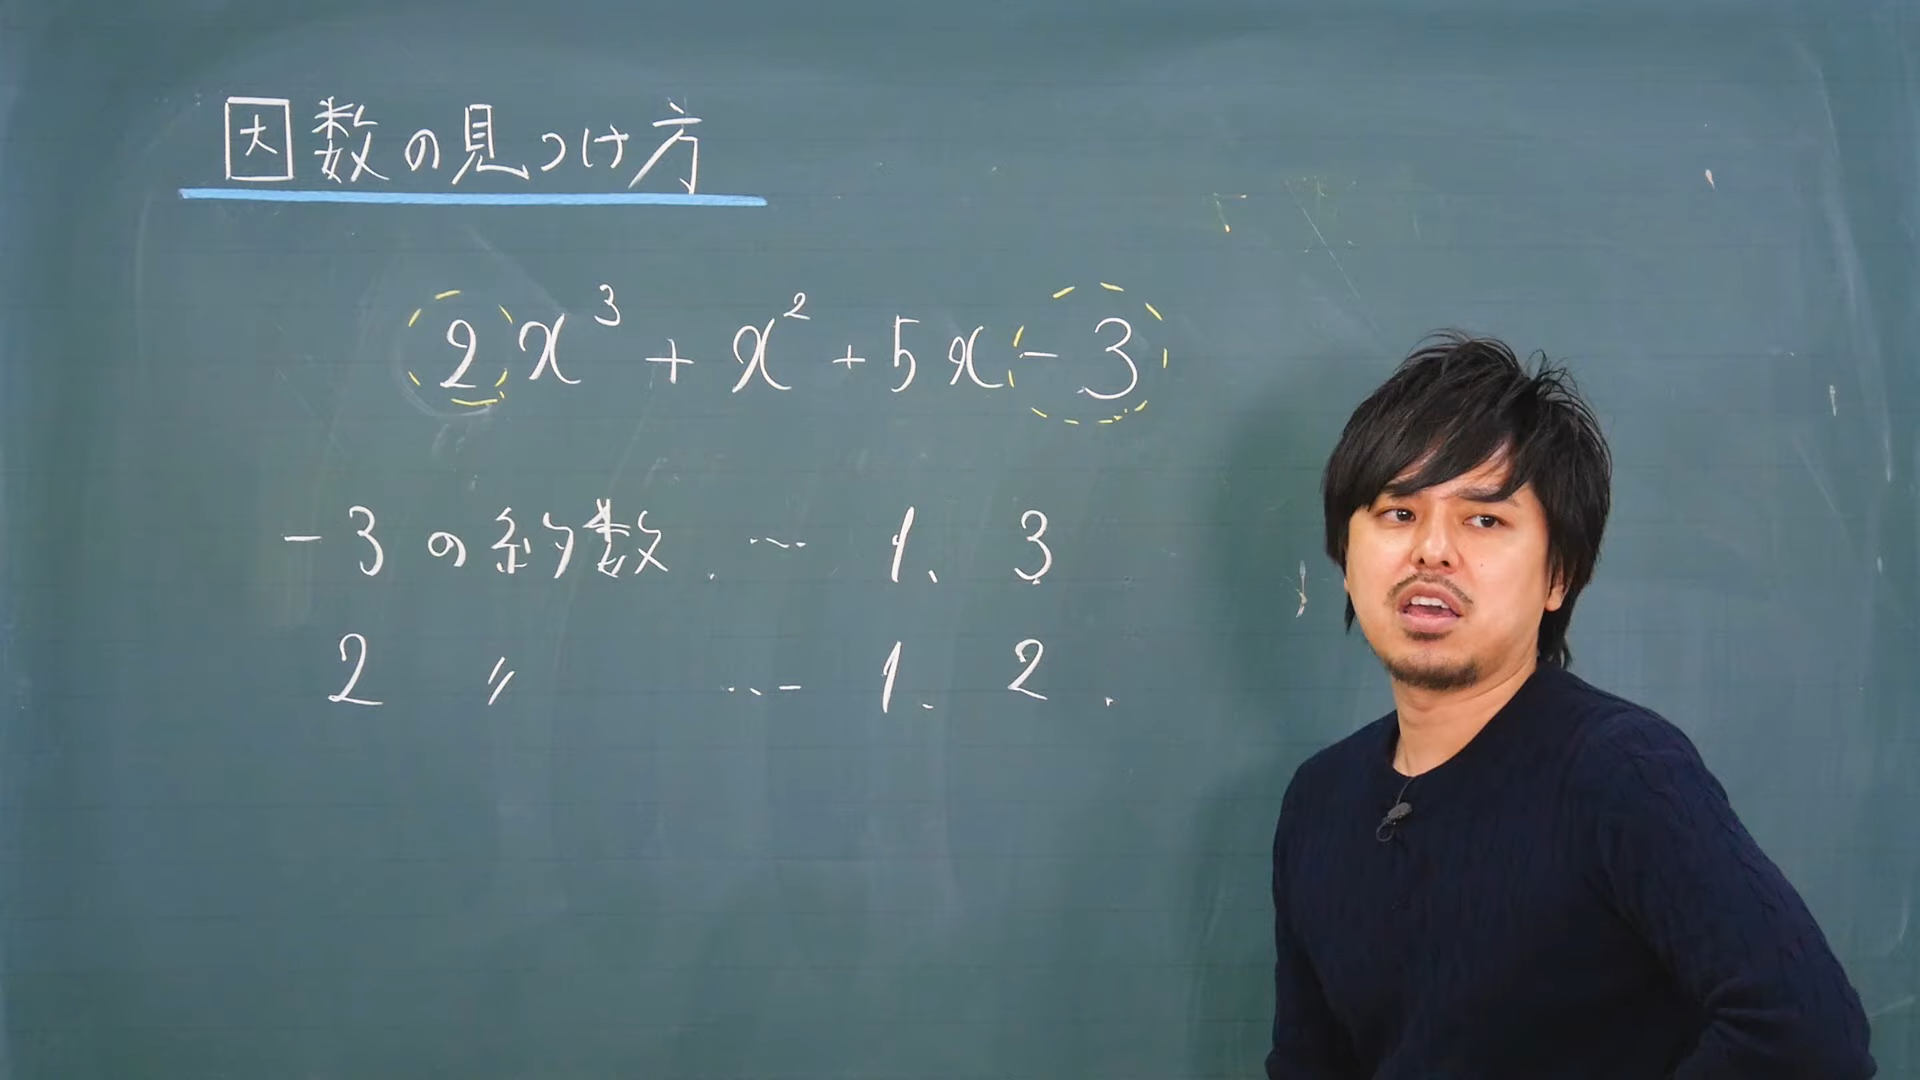 因数の見つけ方
2x³+x²+5x-3
-3の約数 … 1、3
2 〃 … 1、2